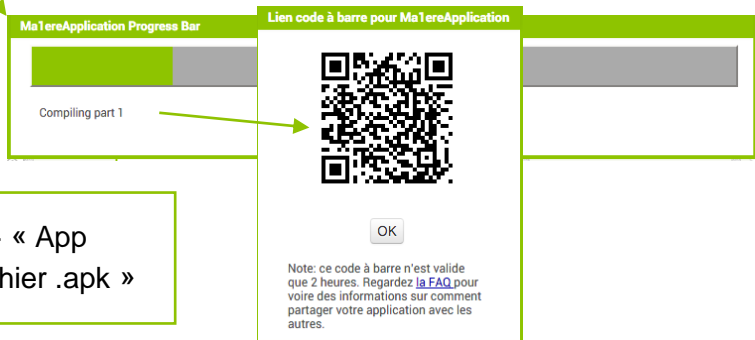 Ma1ereApplication Progress Bar
Compiling part 1
Lien code à barre pour Ma1ereApplication
OK
Note: ce code à barre n'est valide
que 2 heures. Regardez la FAQ pour
voire des informations sur comment
partager votre application avec les
autres.
« App
hier .apk »